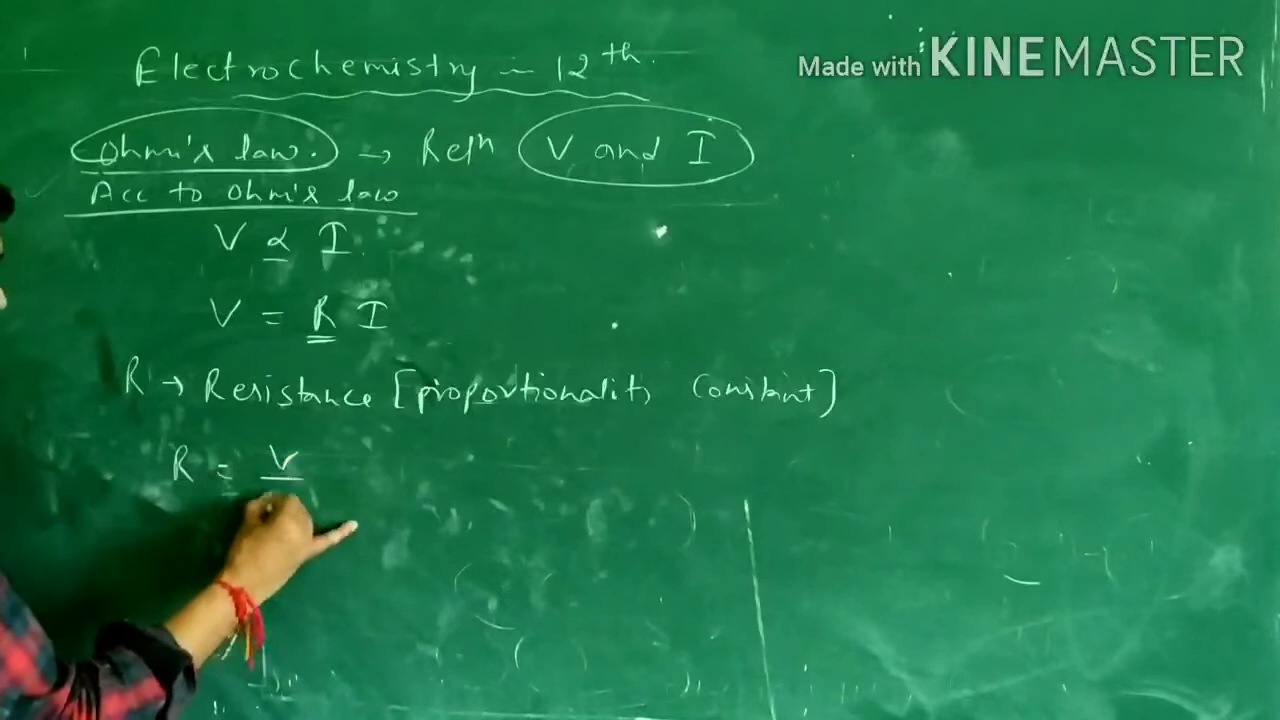 Electrochemistry - 12th.
Made with KINEMASTER
Ohm's law. → Reln V and I
Acc to Ohm's law
V ∝ I
V = R I
R → Resistance [proportionality constant]
R = V